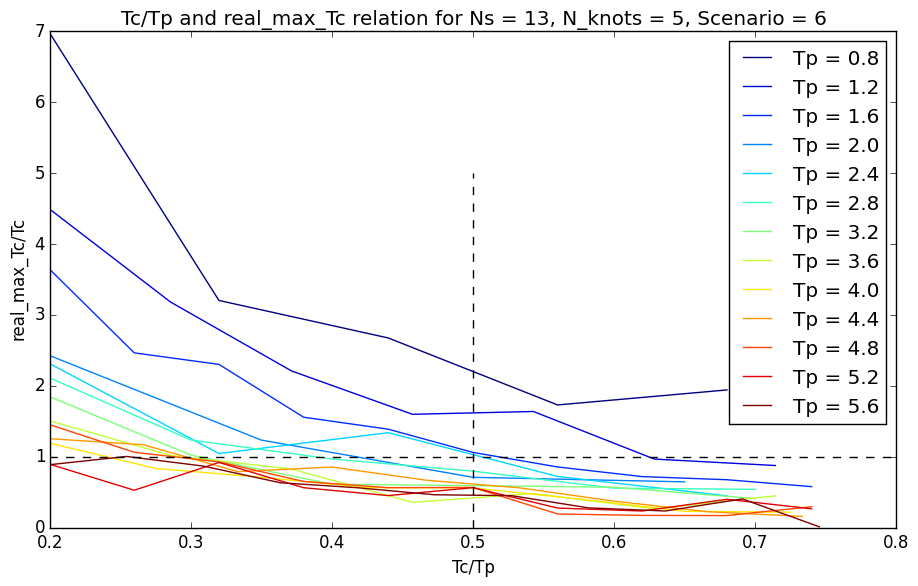 Tc/Tp and real_max_Tc relation for Ns = 13, N_knots = 5, Scenario = 6
7
6
5
4
3
2
1
0
real_max_Tc/Tc
Tp = 0.8
Tp = 1.2
Tp = 1.6
Tp = 2.0
Tp = 2.4
Tp = 2.8
Tp = 3.2
Tp = 3.6
Tp = 4.0
Tp = 4.4
Tp = 4.8
Tp = 5.2
Tp = 5.6
0.2 0.3 0.4 0.5 0.6 0.7 0.8
Tc/Tp